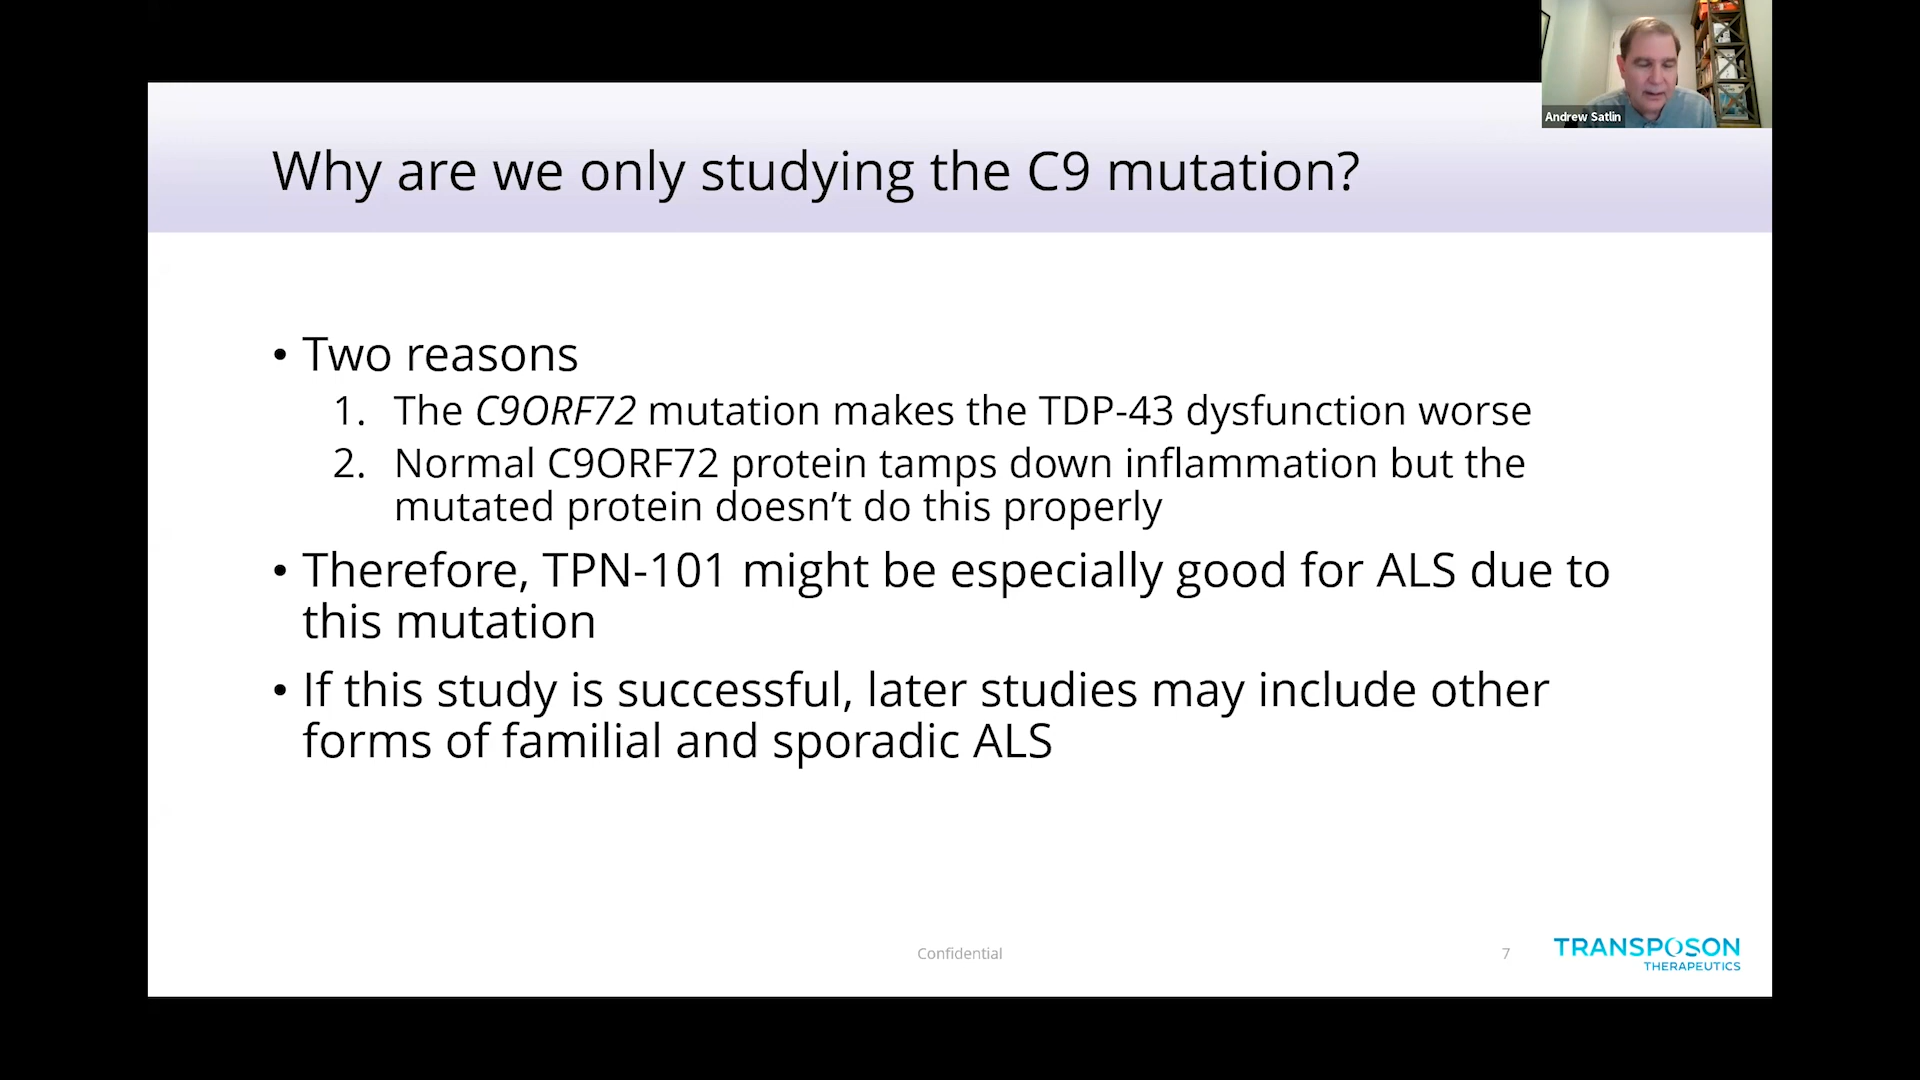 Andrew Satlin
Why are we only studying the C9 mutation?
• Two reasons
1. The C9ORF72 mutation makes the TDP-43 dysfunction worse
2. Normal C9ORF72 protein tamps down inflammation but the
mutated protein doesn’t do this properly
• Therefore, TPN-101 might be especially good for ALS due to
this mutation
• If this study is successful, later studies may include other
forms of familial and sporadic ALS
Confidential
7
TRANSPOSON
THERAPEUTICS